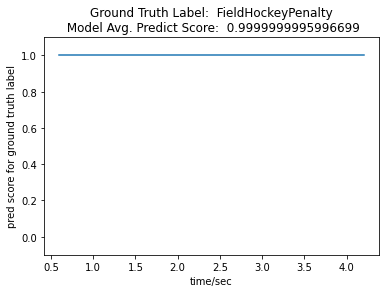 Ground Truth Label:  FieldHockeyPenalty
Model Avg. Predict Score:  0.9999999995996699
1.0
0.8
0.6
0.4
0.2
0.0
pred score for ground truth label
0.5 1.0 1.5 2.0 2.5 3.0 3.5 4.0
time/sec